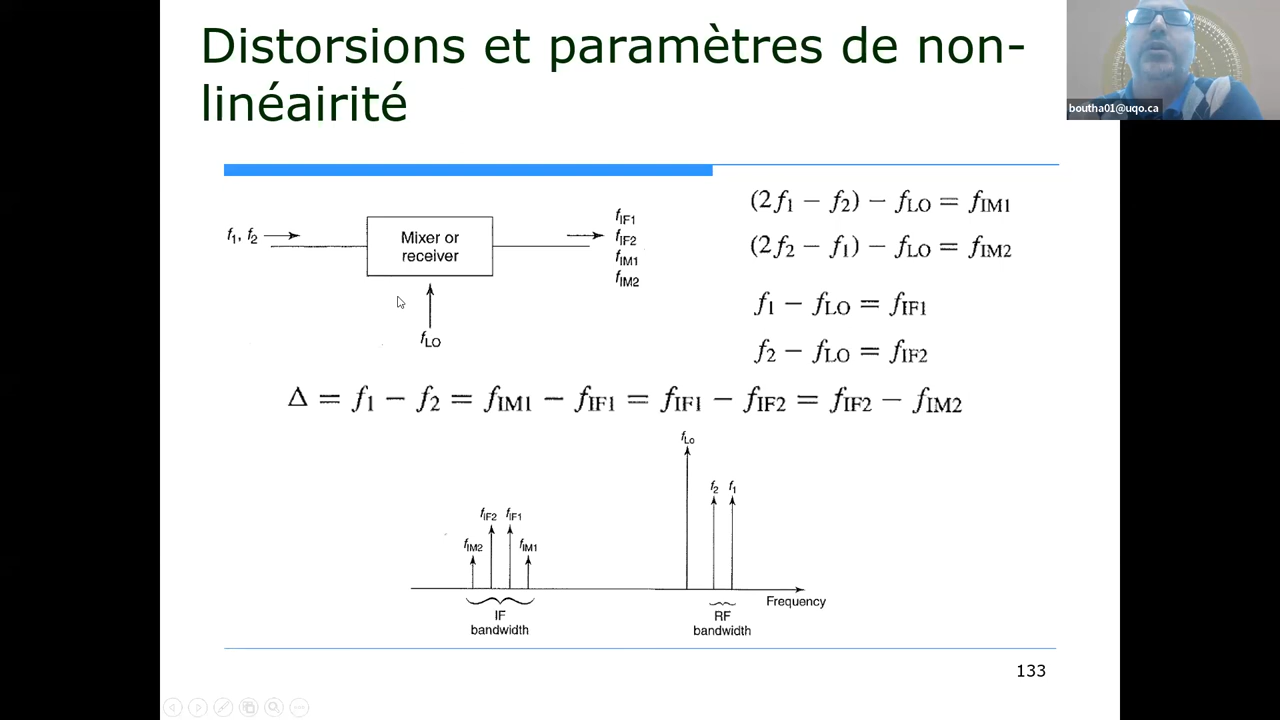 Distorsions et paramètres de non-
linéairité
boutha01@uqo.ca
f1, f2
Mixer or
receiver
fIF1
fIF2
fIM1
fIM2
fLO
(2f1 − f2) − fLO = fIM1
(2f2 − f1) − fLO = fIM2
f1 − fLO = fIF1
f2 − fLO = fIF2
Δ = f1 − f2 = fIM1 − fIF1 = fIF1 − fIF2 = fIF2 − fIM2
fLo
f2 f1
fIF2 fIF1
fIM2 fIM1
Frequency
IF
bandwidth
RF
bandwidth
133